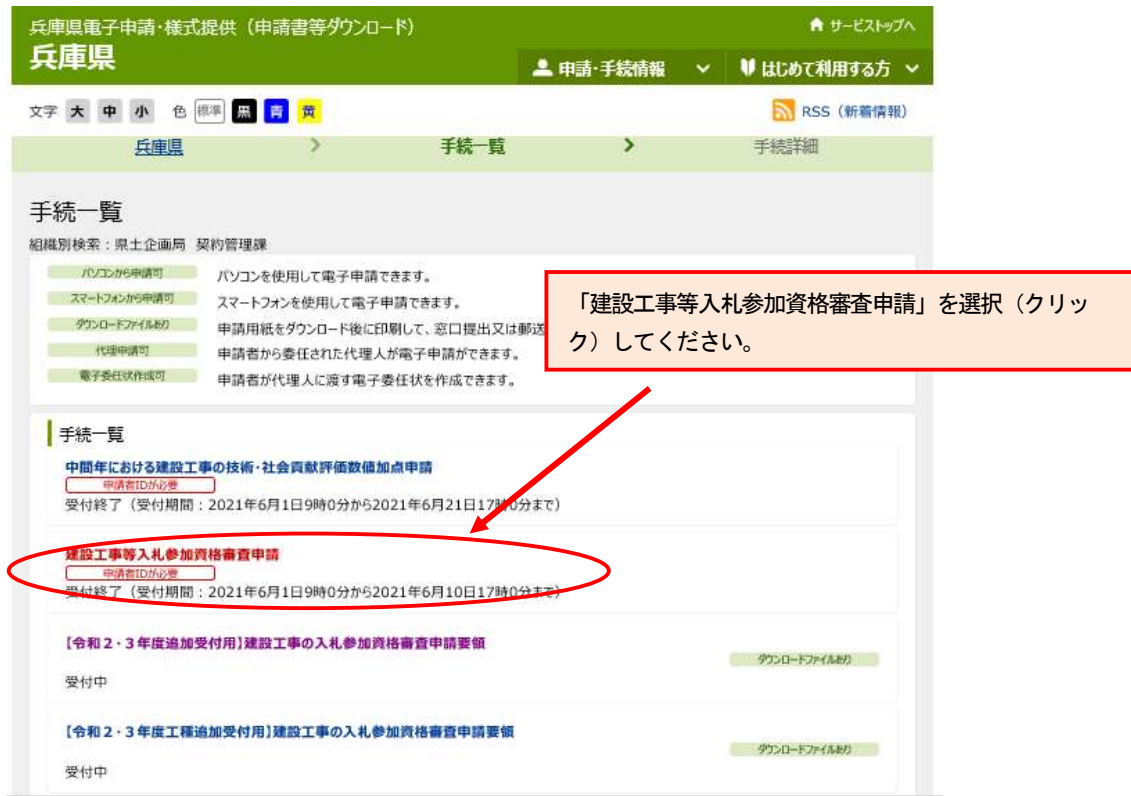 兵庫県電子申請・様式提供（申請書等ダウンロード）
サービストップへ
兵庫県
申請・手続情報
はじめて利用する方
文字 大 中 小 色 標準 黒 青 黄
RSS（新着情報）
兵庫県 > 手続一覧 > 手続詳細
手続一覧
組織別検索：県土企画局 契約管理課
パソコンから申請可 パソコンを使用して電子申請できます。
スマートフォンから申請可 スマートフォンを使用して電子申請できます。
ダウンロードファイルあり 申請用紙をダウンロード後に印刷して、窓口提出又は郵送
代理申請可 申請者から委任された代理人が電子申請ができます。
電子委任状作成可 申請者が代理人に渡す電子委任状を作成できます。
「建設工事等入札参加資格審査申請」を選択（クリッ
ク）してください。
手続一覧
中間年における建設工事の技術・社会貢献評価数値加点申請
申請者IDが必要
受付終了（受付期間：2021年6月1日9時0分から2021年6月21日17時0分まで）
建設工事等入札参加資格審査申請
申請者IDが必要
受付終了（受付期間：2021年6月1日9時0分から2021年6月10日17時0分まで）
【令和２・３年度追加受付用】建設工事の入札参加資格審査申請要領
ダウンロードファイルあり
受付中
【令和２・３年度工種追加受付用】建設工事の入札参加資格審査申請要領
ダウンロードファイルあり
受付中